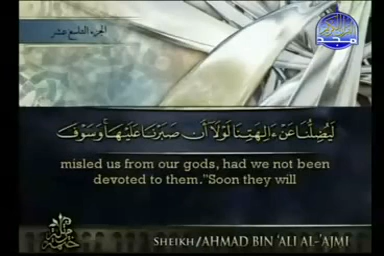 الجزء التاسع عشر
لَيُضِلُّنَا عَنْ ءَالِهَتِنَا لَوْلَآ أَن صَبَرْنَا عَلَيْهَا ۚ وَسَوْفَ
misled us from our gods, had we not been
devoted to them."Soon they will
SHEIKH/AHMAD BIN 'ALI AL-'AJMI